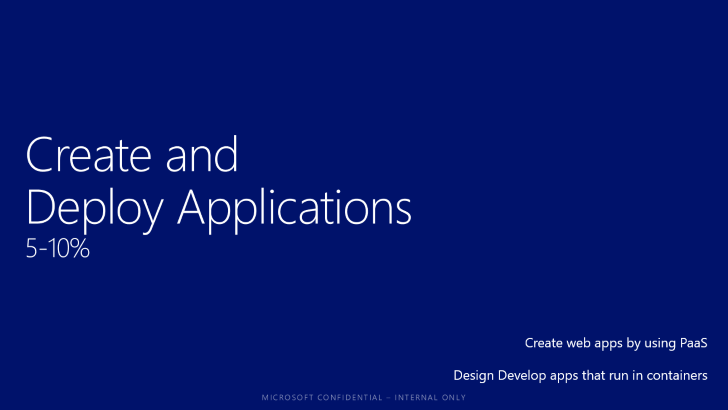 Create and
Deploy Applications
5-10%
Create web apps by using PaaS
Design Develop apps that run in containers
MICROSOFT CONFIDENTIAL – INTERNAL ONLY